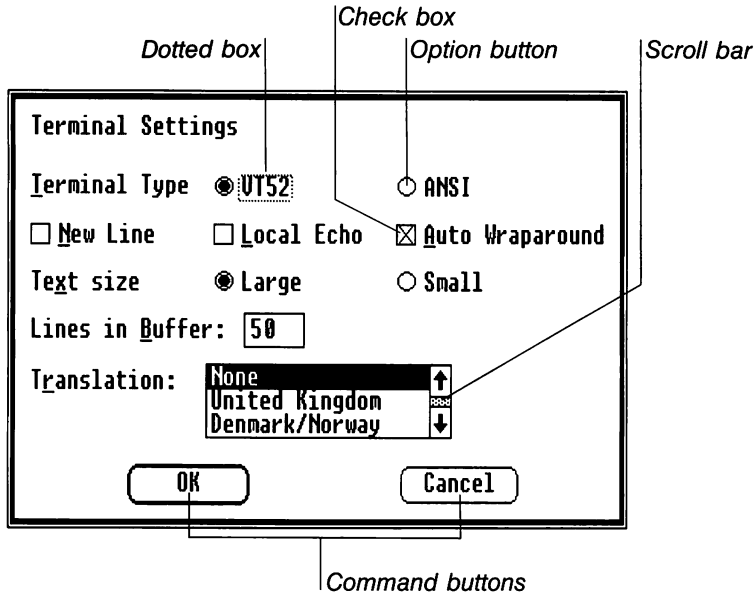 Check box
Dotted box Option button Scroll bar
Terminal Settings
Terminal Type VT52 ANSI
New Line Local Echo Auto Wraparound
Text size Large Small
Lines in Buffer: 50
Translation: None
United Kingdom
Denmark/Norway
OK Cancel
Command buttons